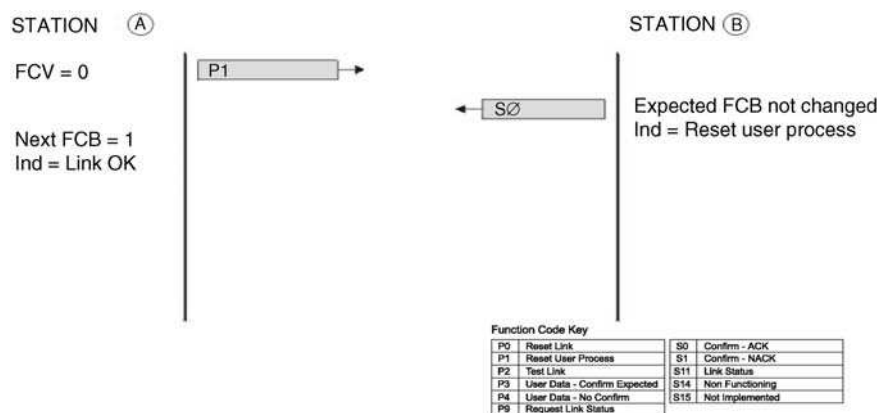 STATION A
STATION B
FCV = 0
P1
SØ
Expected FCB not changed
Ind = Reset user process
Next FCB = 1
Ind = Link OK
Function Code Key
P0 Reset Link S0 Confirm - ACK
P1 Reset User Process S1 Confirm - NACK
P2 Test Link S11 Link Status
P3 User Data - Confirm Expected S14 Non Functioning
P4 User Data - No Confirm S15 Not Implemented
P9 Request Link Status